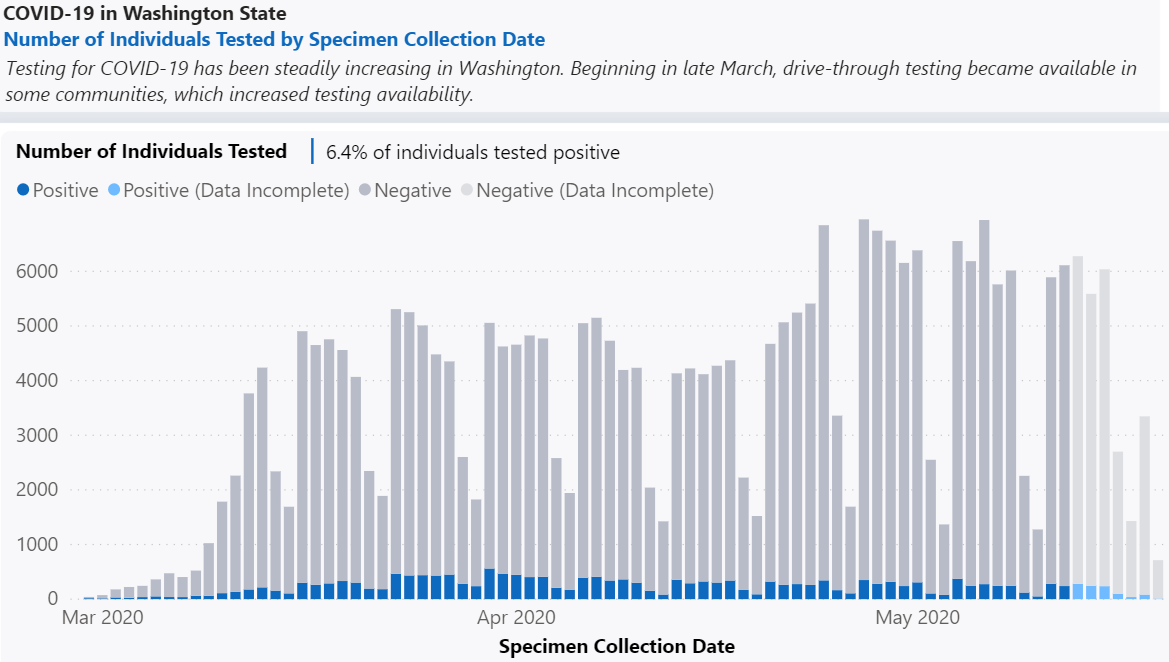 COVID-19 in Washington State
Number of Individuals Tested by Specimen Collection Date
Testing for COVID-19 has been steadily increasing in Washington. Beginning in late March, drive-through testing became available in
some communities, which increased testing availability.
Number of Individuals Tested
6.4% of individuals tested positive
Positive Positive (Data Incomplete) Negative Negative (Data Incomplete)
6000
5000
4000
3000
2000
1000
0
Mar 2020 Apr 2020 May 2020
Specimen Collection Date